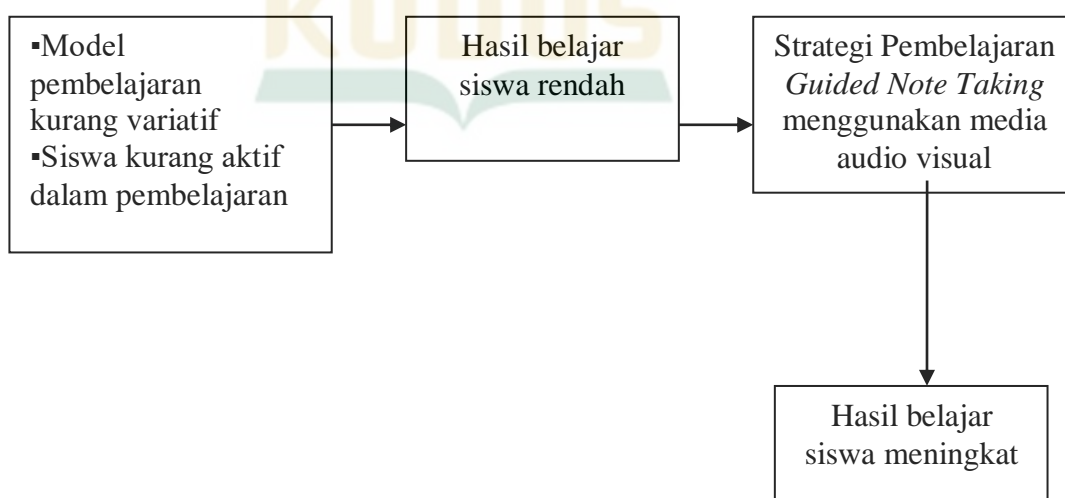 KUDUS
▪Model
pembelajaran
kurang variatif
▪Siswa kurang aktif
dalam pembelajaran
Hasil belajar
siswa rendah
Strategi Pembelajaran
Guided Note Taking
menggunakan media
audio visual
Hasil belajar
siswa meningkat